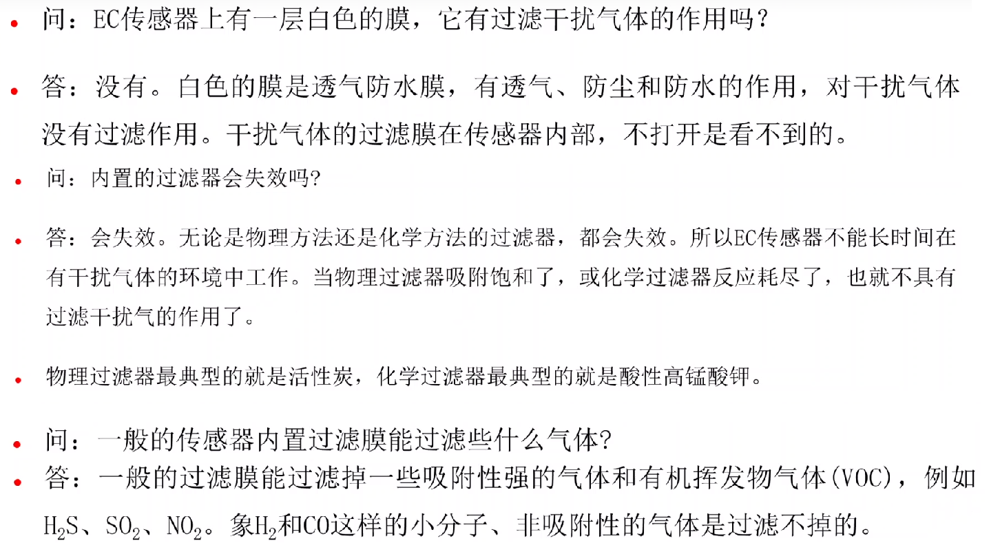 • 问：EC传感器上有一层白色的膜，它有过滤干扰气体的作用吗？
• 答：没有。白色的膜是透气防水膜，有透气、防尘和防水的作用，对干扰气体
没有过滤作用。干扰气体的过滤膜在传感器内部，不打开是看不到的。
• 问：内置的过滤器会失效吗?
• 答：会失效。无论是物理方法还是化学方法的过滤器，都会失效。所以EC传感器不能长时间在
有干扰气体的环境中工作。当物理过滤器吸附饱和了，或化学过滤器反应耗尽了，也就不具有
过滤干扰气的作用了。
• 物理过滤器最典型的就是活性炭，化学过滤器最典型的就是酸性高锰酸钾。
• 问：一般的传感器内置过滤膜能过滤些什么气体?
• 答：一般的过滤膜能过滤掉一些吸附性强的气体和有机挥发物气体(VOC)，例如
H₂S、SO₂、NO₂。象H₂和CO这样的小分子、非吸附性的气体是过滤不掉的。